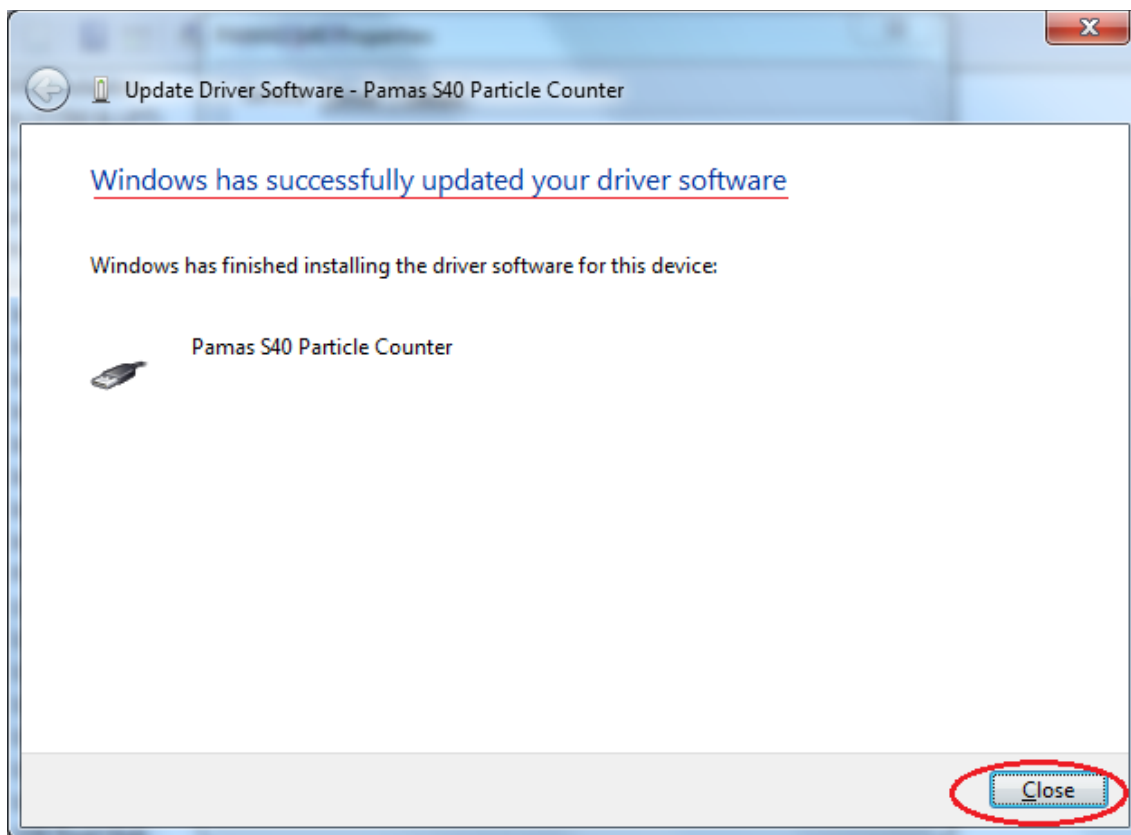 Update Driver Software - Pamas S40 Particle Counter
Windows has successfully updated your driver software
Windows has finished installing the driver software for this device:
Pamas S40 Particle Counter
Close